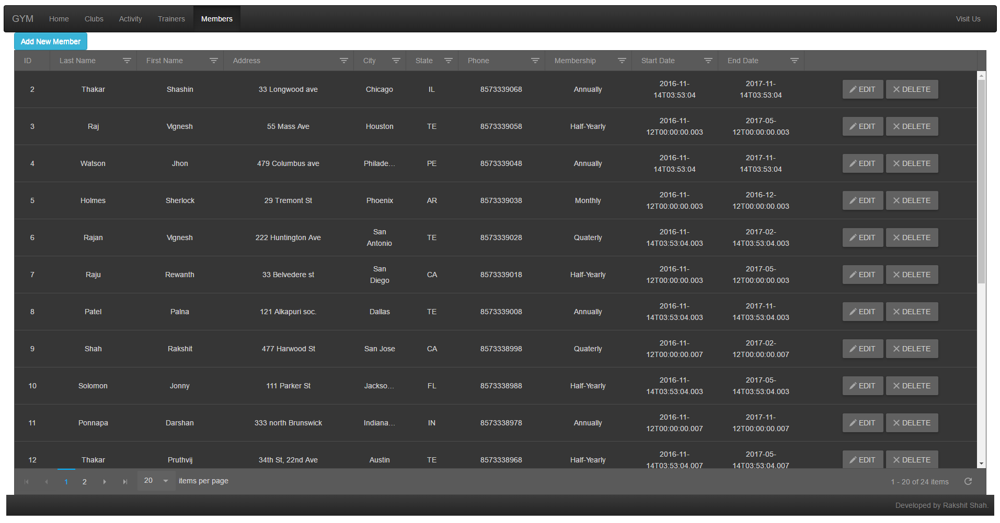 GYM Home Clubs Activity Trainers Members Visit Us
Add New Member
ID Last Name First Name Address City State Phone Membership Start Date End Date
2 Thakar Shashin 33 Longwood ave Chicago IL 8573339068 Annually 2016-11-14T03:53:04 2017-11-14T03:53:04 EDIT DELETE
3 Raj Vignesh 55 Mass Ave Houston TE 8573339058 Half-Yearly 2016-11-12T00:00:00.003 2017-05-12T00:00:00.003 EDIT DELETE
4 Watson Jhon 479 Columbus ave Philade... PE 8573339048 Annually 2016-11-14T03:53:04 2017-11-14T03:53:04 EDIT DELETE
5 Holmes Sherlock 29 Tremont St Phoenix AR 8573339038 Monthly 2016-11-12T00:00:00.003 2016-12-12T00:00:00.003 EDIT DELETE
6 Rajan Vignesh 222 Huntington Ave San Antonio TE 8573339028 Quaterly 2016-11-14T03:53:04.003 2017-02-14T03:53:04.003 EDIT DELETE
7 Raju Rewanth 33 Belvedere st San Diego CA 8573339018 Half-Yearly 2016-11-12T00:00:00.003 2017-05-12T00:00:00.003 EDIT DELETE
8 Patel Palna 121 Alkapuri soc. Dallas TE 8573339008 Annually 2016-11-14T03:53:04.003 2017-11-14T03:53:04.003 EDIT DELETE
9 Shah Rakshit 477 Harwood St San Jose CA 8573338998 Quaterly 2016-11-12T00:00:00.007 2017-02-12T00:00:00.007 EDIT DELETE
10 Solomon Jonny 111 Parker St Jackso... FL 8573338988 Half-Yearly 2016-11-14T03:53:04.003 2017-05-14T03:53:04.003 EDIT DELETE
11 Ponnapa Darshan 333 north Brunswick Indiana... IN 8573338978 Annually 2016-11-12T00:00:00.007 2017-11-12T00:00:00.007 EDIT DELETE
12 Thakar Pruthvij 34th St, 22nd Ave Austin TE 8573338968 Half-Yearly 2016-11-14T03:53:04.007 2017-05-14T03:53:04.007 EDIT DELETE
1 2 20 items per page 1 - 20 of 24 items
Developed by Rakshit Shah.